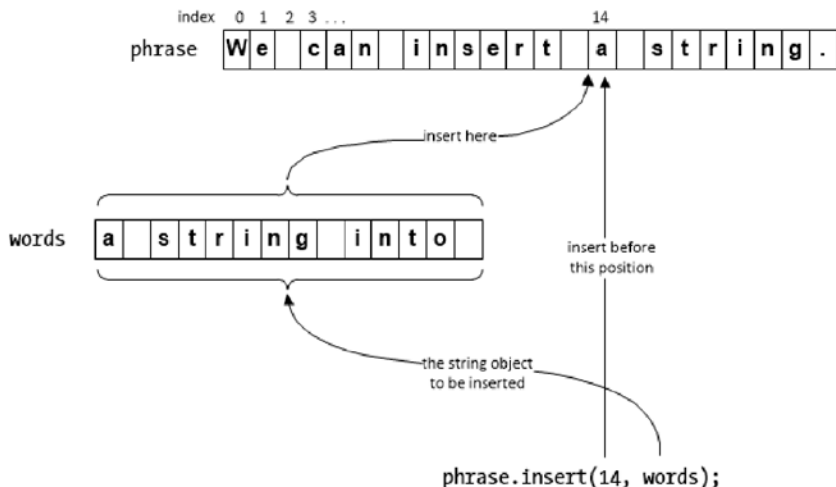 index 0 1 2 3 ... 14
phrase We can insert a string.
insert here
words a string into
insert before
this position
the string object
to be inserted
phrase.insert(14, words);